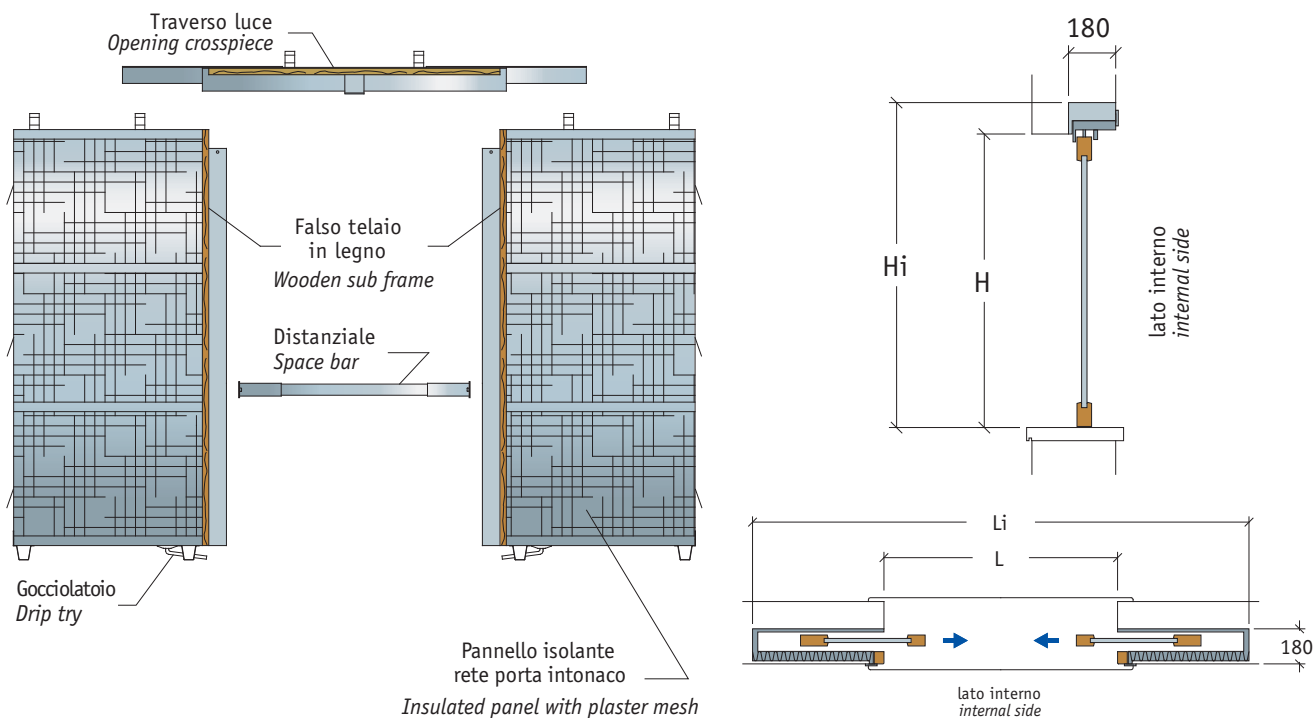 Traverso luce
Opening crosspiece
Falso telaio
in legno
Wooden sub frame
Distanziale
Space bar
Gocciolatoio
Drip try
Pannello isolante
rete porta intonaco
Insulated panel with plaster mesh
180
Hi
H
lato interno
internal side
Li
L
180
lato interno
internal side